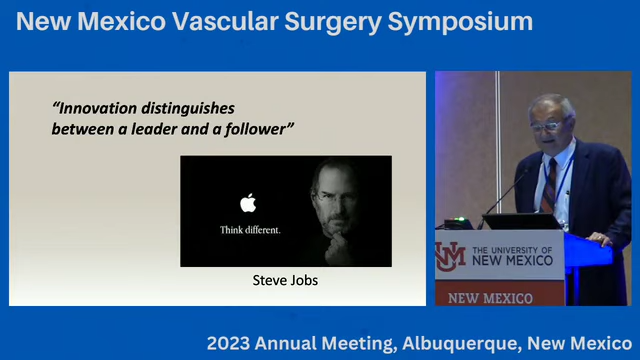 New Mexico Vascular Surgery Symposium
“Innovation distinguishes
between a leader and a follower”
Think different.
Steve Jobs
UNM
THE UNIVERSITY OF
NEW MEXICO
NEW MEXICO
2023 Annual Meeting, Albuquerque, New Mexico